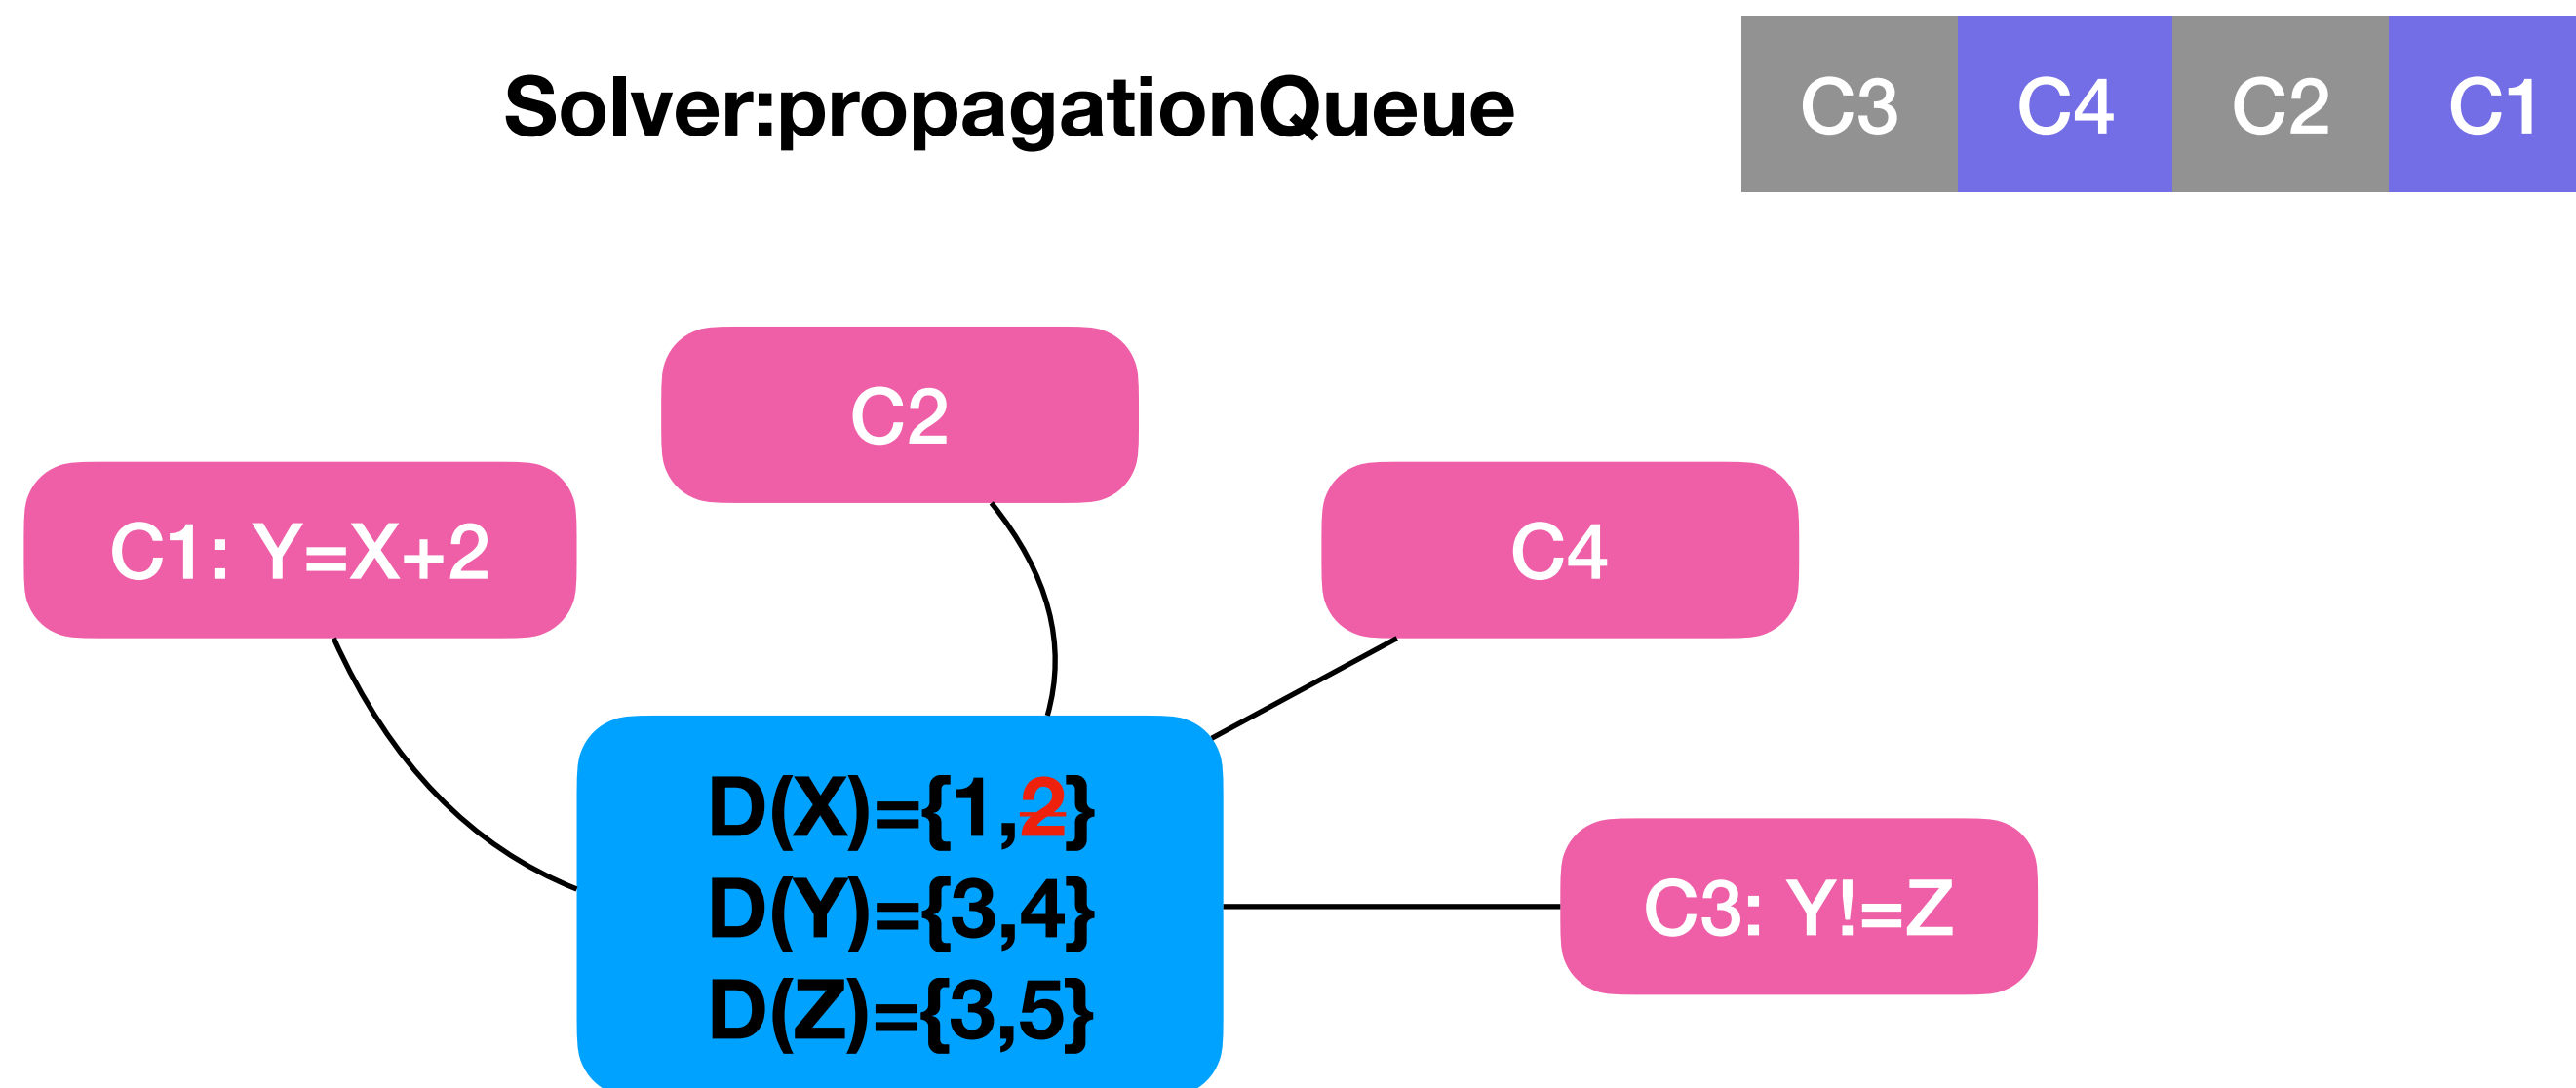 Solver:propagationQueue
C3 C4 C2 C1
C2
C1: Y=X+2
C4
D(X)={1,2}
D(Y)={3,4}
D(Z)={3,5}
C3: Y!=Z